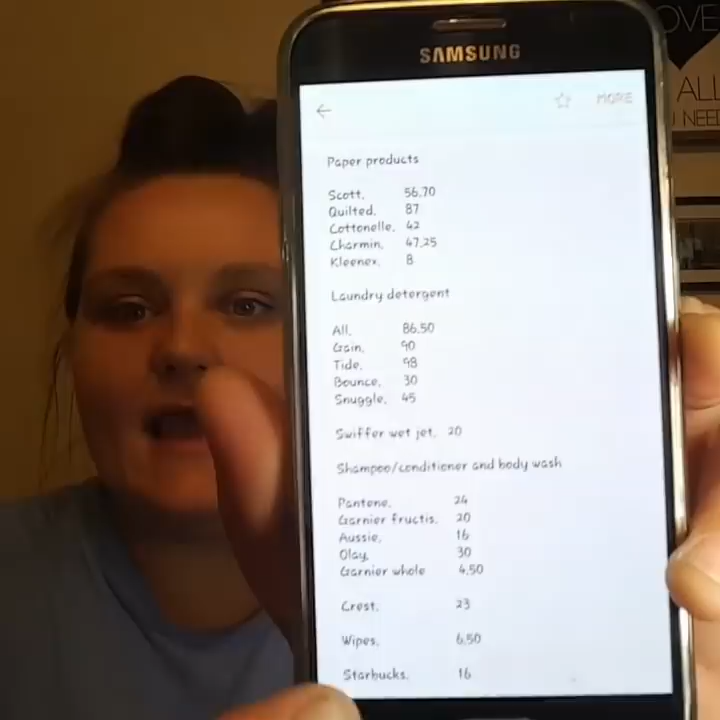 SAMSUNG
MORE
Paper products
Scott, 56.70
Quilted, 87
Cottonelle, 42
Charmin, 47.25
Kleenex, 8
Laundry detergent
All, 86.50
Gain, 90
Tide, 98
Bounce, 30
Snuggle, 45
Swiffer wet jet, 20
Shampoo/conditioner and body wash
Pantene, 24
Garnier fructis, 20
Aussie, 16
Olay, 30
Garnier whole 4.50
Crest, 23
Wipes, 6.50
Starbucks, 16
OVE
ALL
U NEED